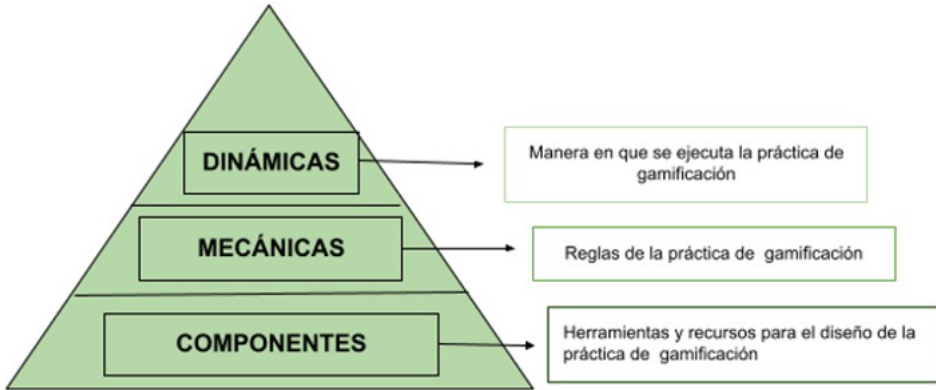 DINÁMICAS
Manera en que se ejecuta la práctica de
gamificación
MECÁNICAS
Reglas de la práctica de gamificación
COMPONENTES
Herramientas y recursos para el diseño de la
práctica de gamificación